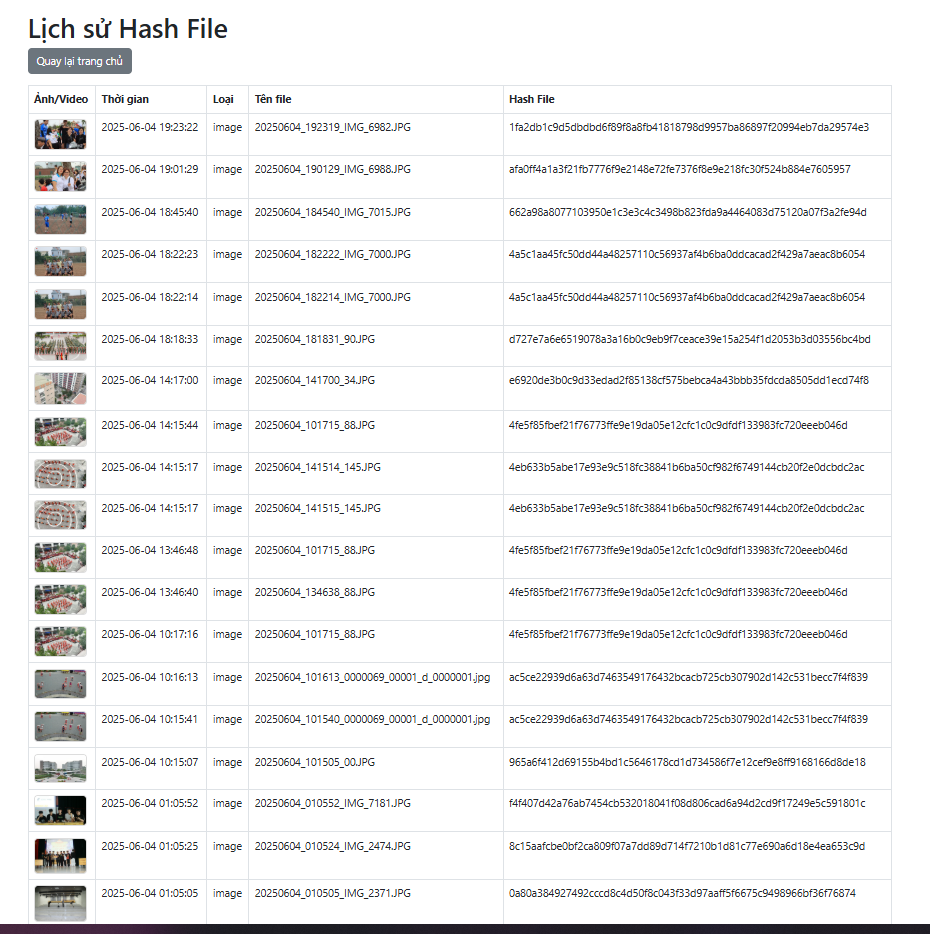 Lịch sử Hash File
Quay lại trang chủ
Ảnh/Video Thời gian Loại Tên file Hash File
2025-06-04 19:23:22 image 20250604_192319_IMG_6982.JPG 1fa2db1c9d5dbdbd6f89f8a8fb41818798d9957ba86897f20994eb7da29574e3
2025-06-04 19:01:29 image 20250604_190129_IMG_6988.JPG afa0ff4a1a3f21fb7776f9e2148e72fe7376f8e9e218fc30f524b884e7605957
2025-06-04 18:45:40 image 20250604_184540_IMG_7015.JPG 662a98a8077103950e1c3e3c4c3498b823fda9a4464083d75120a07f3a2fe94d
2025-06-04 18:22:23 image 20250604_182222_IMG_7000.JPG 4a5c1aa45fc50dd44a48257110c56937af4b6ba0ddcacad2f429a7aeac8b6054
2025-06-04 18:22:14 image 20250604_182214_IMG_7000.JPG 4a5c1aa45fc50dd44a48257110c56937af4b6ba0ddcacad2f429a7aeac8b6054
2025-06-04 18:18:33 image 20250604_181831_90.JPG d727e7a6e6519078a3a16b0c9eb9f7ceace39e15a254f1d2053b3d03556bc4bd
2025-06-04 14:17:00 image 20250604_141700_34.JPG e6920de3b0c9d33edad2f85138cf575bebca4a43bbb35fdcda8505dd1ecd74f8
2025-06-04 14:15:44 image 20250604_101715_88.JPG 4fe5f85fbef21f76773ffe9e19da05e12cfc1c0c9dfdf133983fc720eeeb046d
2025-06-04 14:15:17 image 20250604_141514_145.JPG 4eb633b5abe17e93e9c518fc38841b6ba50cf982f6749144cb20f2e0dcbdc2ac
2025-06-04 14:15:17 image 20250604_141515_145.JPG 4eb633b5abe17e93e9c518fc38841b6ba50cf982f6749144cb20f2e0dcbdc2ac
2025-06-04 13:46:48 image 20250604_101715_88.JPG 4fe5f85fbef21f76773ffe9e19da05e12cfc1c0c9dfdf133983fc720eeeb046d
2025-06-04 13:46:40 image 20250604_134638_88.JPG 4fe5f85fbef21f76773ffe9e19da05e12cfc1c0c9dfdf133983fc720eeeb046d
2025-06-04 10:17:16 image 20250604_101715_88.JPG 4fe5f85fbef21f76773ffe9e19da05e12cfc1c0c9dfdf133983fc720eeeb046d
2025-06-04 10:16:13 image 20250604_101613_0000069_00001_d_0000001.jpg ac5ce22939d6a63d7463549176432bcacb725cb307902d142c531becc7f4f839
2025-06-04 10:15:41 image 20250604_101540_0000069_00001_d_0000001.jpg ac5ce22939d6a63d7463549176432bcacb725cb307902d142c531becc7f4f839
2025-06-04 10:15:07 image 20250604_101505_00.JPG 965a6f412d69155b4bd1c5646178cd1d734586f7e12cef9e8ff9168166d8de18
2025-06-04 01:05:52 image 20250604_010552_IMG_7181.JPG f4f407d42a76ab7454cb532018041f08d806cad6a94d2cd9f17249e5c591801c
2025-06-04 01:05:25 image 20250604_010524_IMG_2474.JPG 8c15aafcbe0bf2ca809f07a7dd89d714f7210b1d81c77e690a6d18e4ea653c9d
2025-06-04 01:05:05 image 20250604_010505_IMG_2371.JPG 0a80a384927492cccd8c4d50f8c043f33d97aaff5f6675c9498966bf36f76874